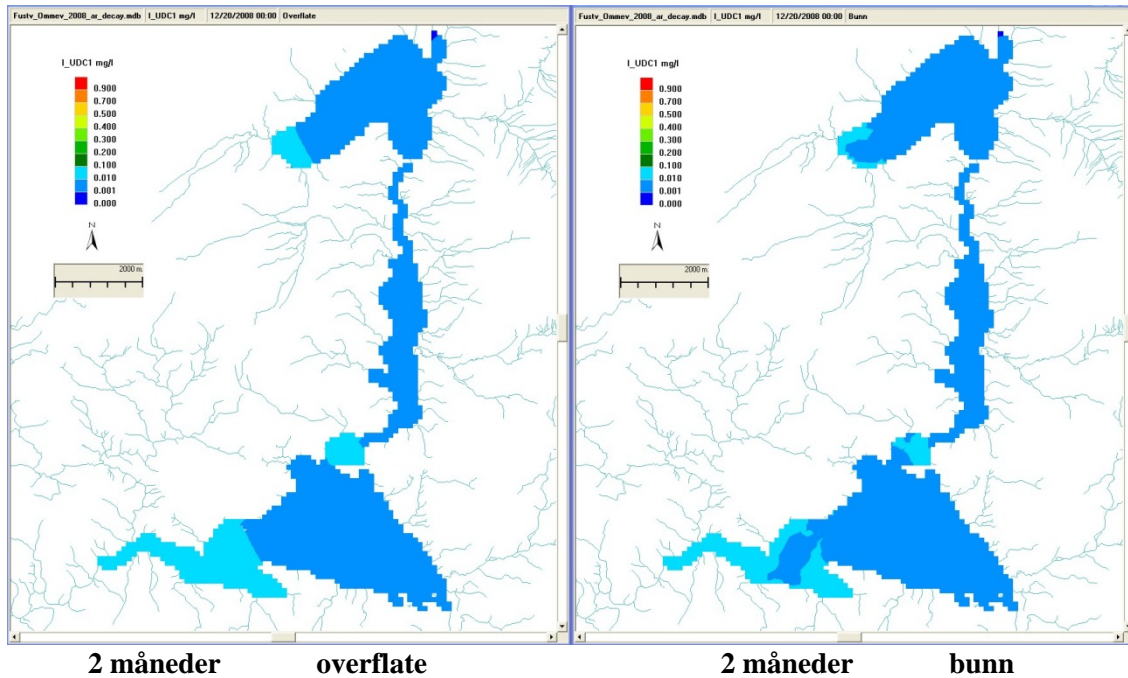 Fustv_Ommev_2008_ar_decay.mdb I_UDC1 mg/l 12/20/2008 00:00 Overflate
I_UDC1 mg/l
0.900
0.700
0.500
0.400
0.300
0.200
0.100
0.010
0.001
0.000
N
2000 m.
Fustv_Ommev_2008_ar_decay.mdb I_UDC1 mg/l 12/20/2008 00:00 Bunn
I_UDC1 mg/l
0.900
0.700
0.500
0.400
0.300
0.200
0.100
0.010
0.001
0.000
N
2000 m.
2 måneder overflate
2 måneder bunn